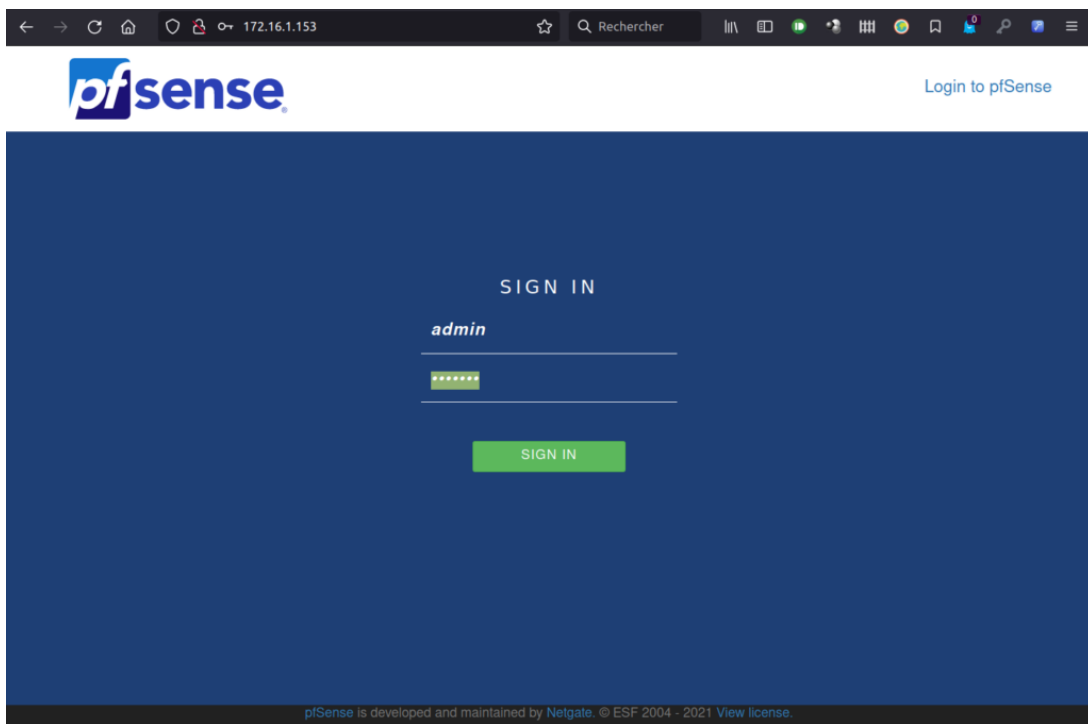 172.16.1.153
Rechercher
0
pfsense
Login to pfSense
SIGN IN
admin
•••••••
SIGN IN
pfSense is developed and maintained by Netgate. © ESF 2004 - 2021 View license.